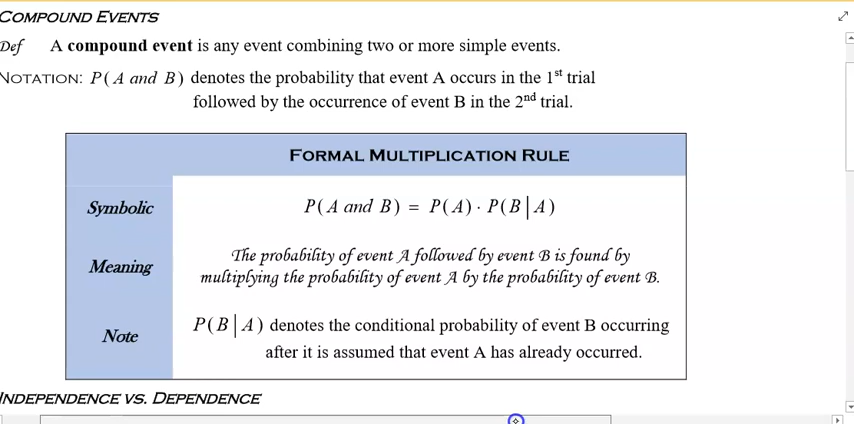 COMPOUND EVENTS
Def A compound event is any event combining two or more simple events.
NOTATION: P(A and B) denotes the probability that event A occurs in the 1st trial
followed by the occurrence of event B in the 2nd trial.
FORMAL MULTIPLICATION RULE
Symbolic P(A and B) = P(A) · P(B|A)
Meaning The probability of event A followed by event B is found by
multiplying the probability of event A by the probability of event B.
Note P(B|A) denotes the conditional probability of event B occurring
after it is assumed that event A has already occurred.
INDEPENDENCE VS. DEPENDENCE